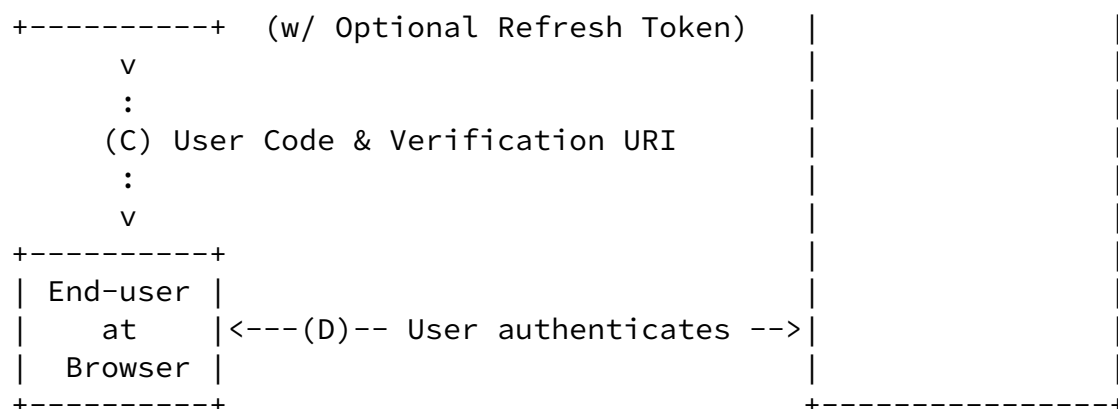 +----------+  (w/ Optional Refresh Token)    |                |
      v                                      |                |
      :                                      |                |
     (C) User Code & Verification URI        |                |
      :                                      |                |
      v                                      |                |
+----------+                                 |                |
| End-user |                                 |                |
|    at    |<---(D)-- User authenticates --->|                |
|  Browser |                                 |                |
+----------+                                 +----------------+